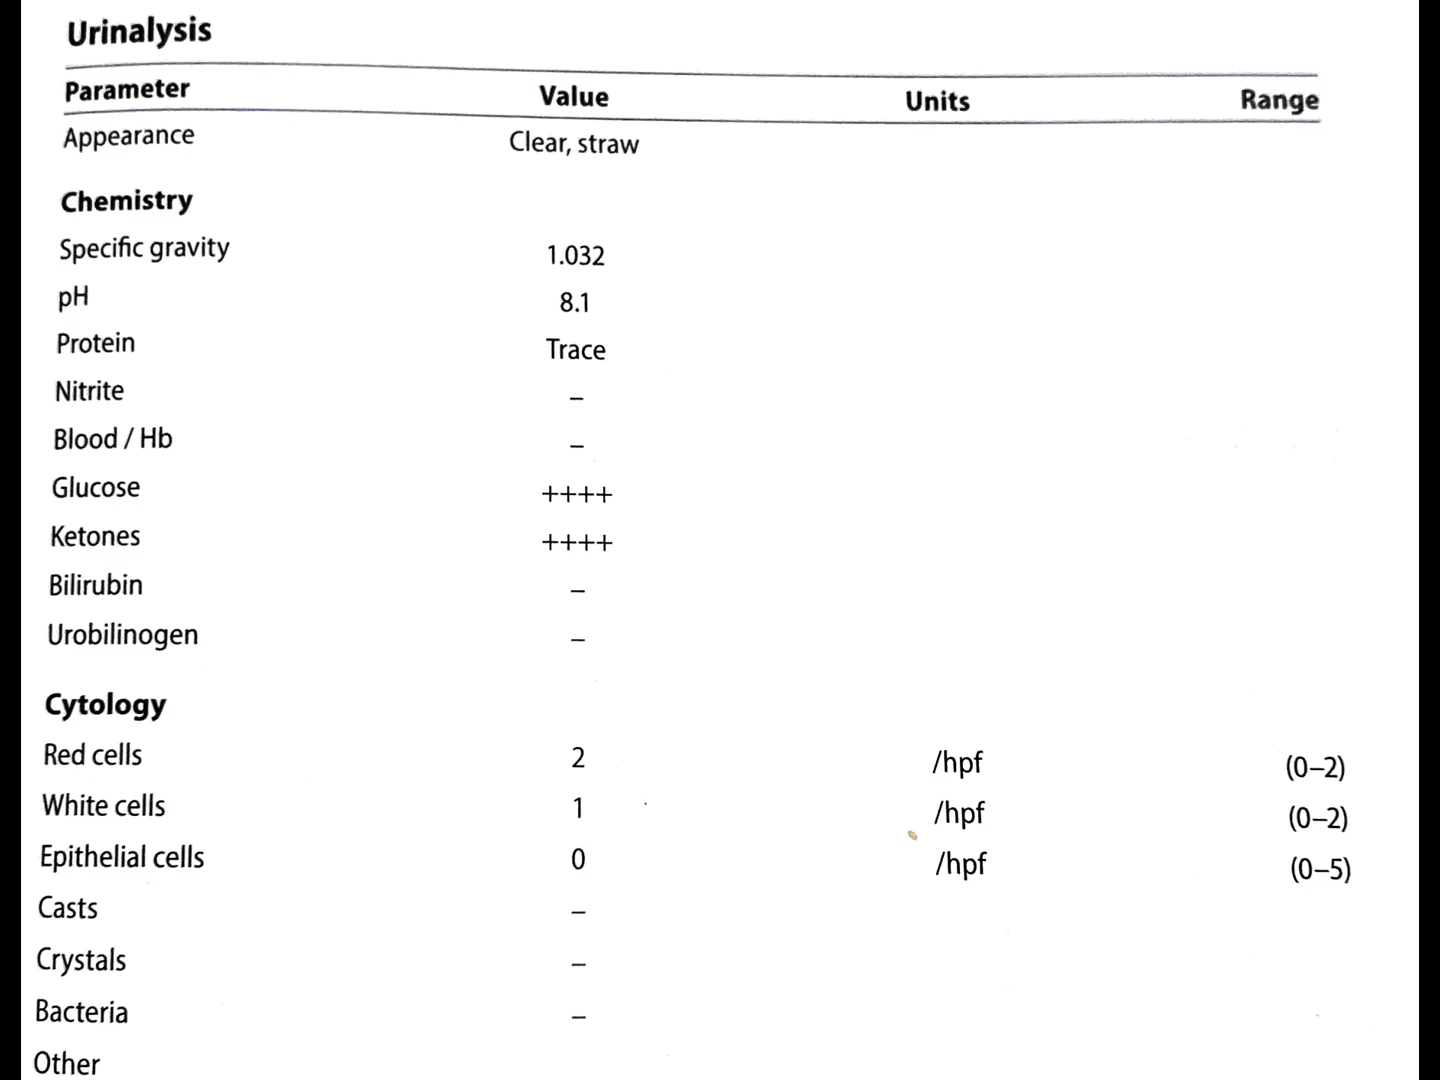 Urinalysis
Parameter Value Units Range
Appearance Clear, straw
Chemistry
Specific gravity 1.032
pH 8.1
Protein Trace
Nitrite –
Blood / Hb –
Glucose ++++
Ketones ++++
Bilirubin –
Urobilinogen –
Cytology
Red cells 2 /hpf (0–2)
White cells 1 /hpf (0–2)
Epithelial cells 0 /hpf (0–5)
Casts –
Crystals –
Bacteria –
Other